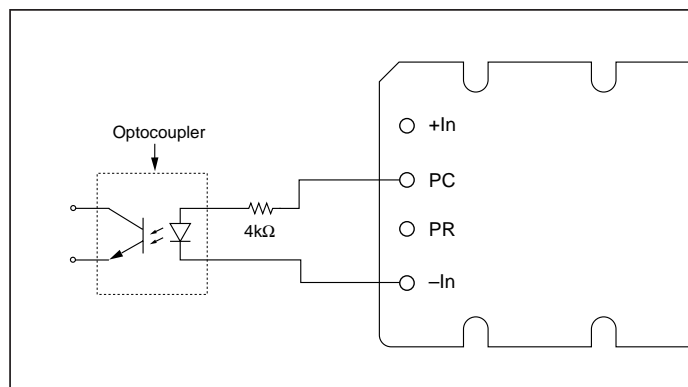 Optocoupler
4kΩ
+In
PC
PR
–In